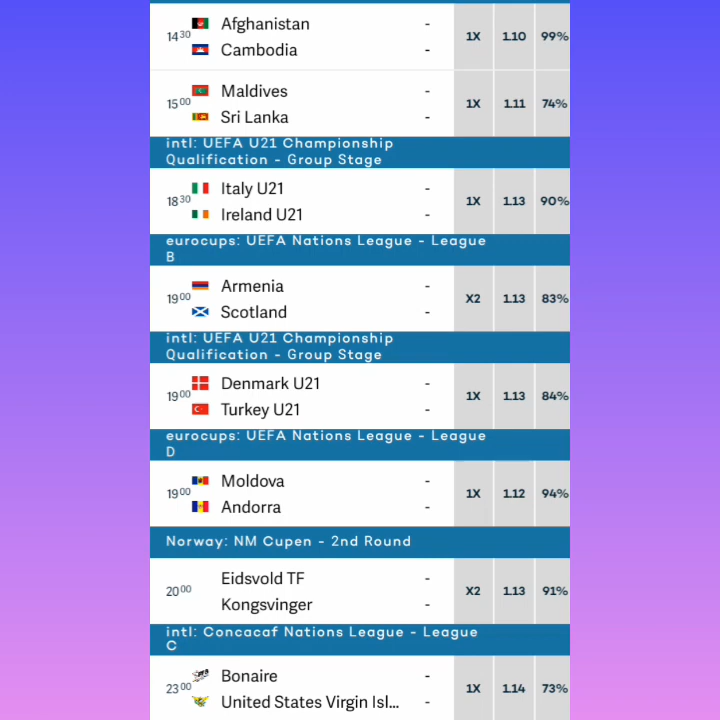 14 30 Afghanistan - 1X 1.10 99%
Cambodia -
15 00 Maldives - 1X 1.11 74%
Sri Lanka -
intl: UEFA U21 Championship
Qualification - Group Stage
18 30 Italy U21 - 1X 1.13 90%
Ireland U21 -
eurocups: UEFA Nations League - League
B
19 00 Armenia - X2 1.13 83%
Scotland -
intl: UEFA U21 Championship
Qualification - Group Stage
19 00 Denmark U21 - 1X 1.13 84%
Turkey U21 -
eurocups: UEFA Nations League - League
D
19 00 Moldova - 1X 1.12 94%
Andorra -
Norway: NM Cupen - 2nd Round
20 00 Eidsvold TF - X2 1.13 91%
Kongsvinger -
intl: Concacaf Nations League - League
C
23 00 Bonaire - 1X 1.14 73%
United States Virgin Isl... -